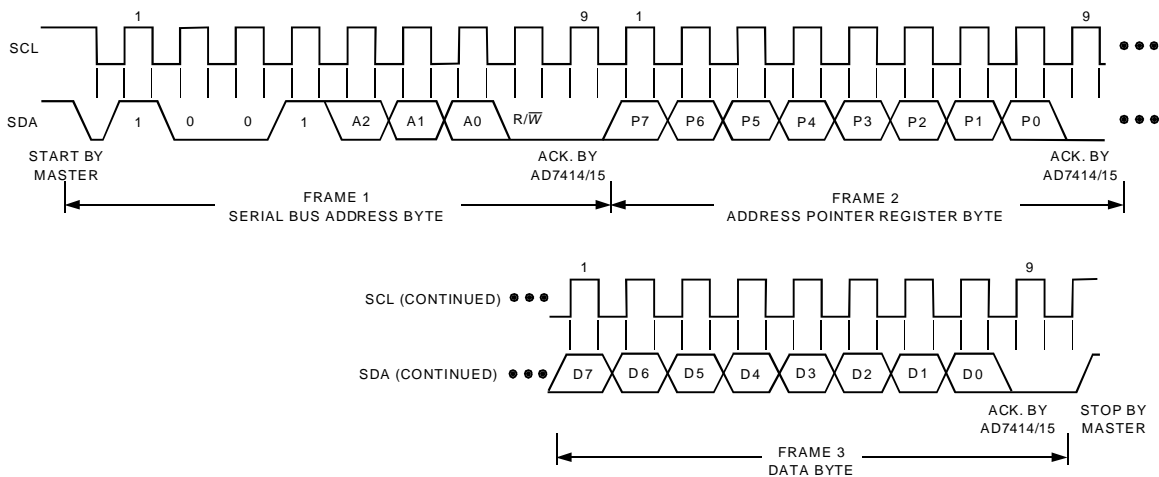 1 9 1 9
SCL
SDA 1 0 0 1 A2 A1 A0 R/W̅ P7 P6 P5 P4 P3 P2 P1 P0
START BY
MASTER
ACK. BY
AD7414/15
ACK. BY
AD7414/15
FRAME 1
SERIAL BUS ADDRESS BYTE
FRAME 2
ADDRESS POINTER REGISTER BYTE
1 9
SCL (CONTINUED)
SDA (CONTINUED) D7 D6 D5 D4 D3 D2 D1 D0
ACK. BY
AD7414/15
STOP BY
MASTER
FRAME 3
DATA BYTE